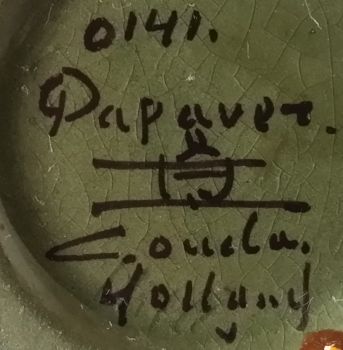 0141.
Papaver.
Gouda.
Holland